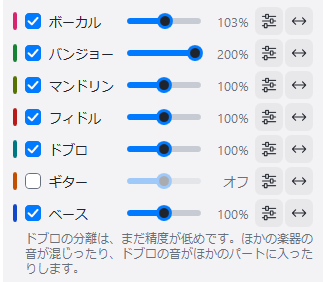 ボーカル 103%
バンジョー 200%
マンドリン 100%
フィドル 100%
ドブロ 100%
ギター オフ
ベース 100%
ドブロの分離は、まだ精度が低めです。ほかの楽器の
音が混じったり、ドブロの音がほかのパートに入った
りします。